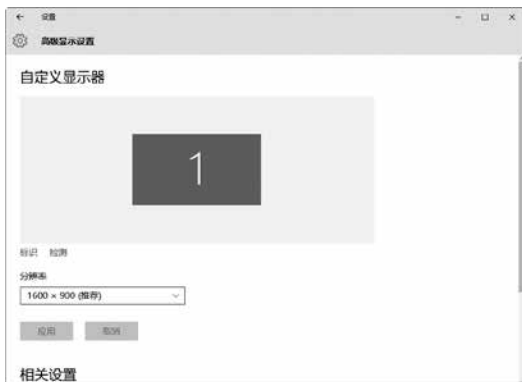 设置
高级显示设置
自定义显示器
1
标识 检测
分辨率
1600 × 900 (推荐)
应用 取消
相关设置